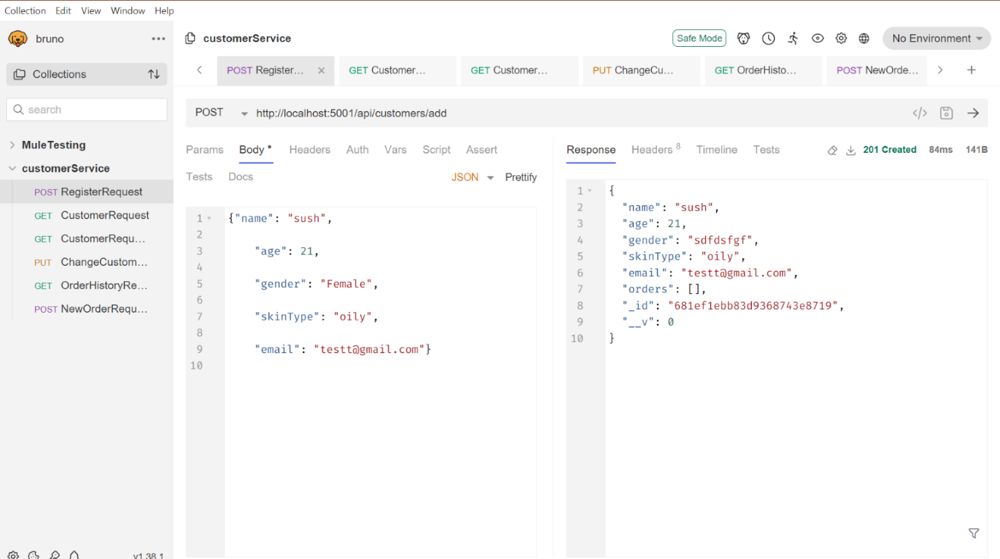 Collection Edit View Window Help
bruno
customerService
Safe Mode
No Environment
Collections
POST Register...
GET Customer...
GET Customer...
PUT ChangeCu...
GET OrderHisto...
POST NewOrde...
search
POST http://localhost:5001/api/customers/add
MuleTesting
customerService
POST RegisterRequest
GET CustomerRequest
GET CustomerRequ...
PUT ChangeCustom...
GET OrderHistoryRe...
POST NewOrderRequ...
Params Body Headers Auth Vars Script Assert
Tests Docs JSON Prettify
1 {"name": "sush",
2
3 "age": 21,
4
5 "gender": "Female",
6
7 "skinType": "oily",
8
9 "email": "testt@gmail.com"}
10
Response Headers 8 Timeline Tests 201 Created 84ms 141B
1 {
2 "name": "sush",
3 "age": 21,
4 "gender": "sdfdsfgf",
5 "skinType": "oily",
6 "email": "testt@gmail.com",
7 "orders": [],
8 "_id": "681ef1ebb83d9368743e8719",
9 "__v": 0
10 }
v1.38.1